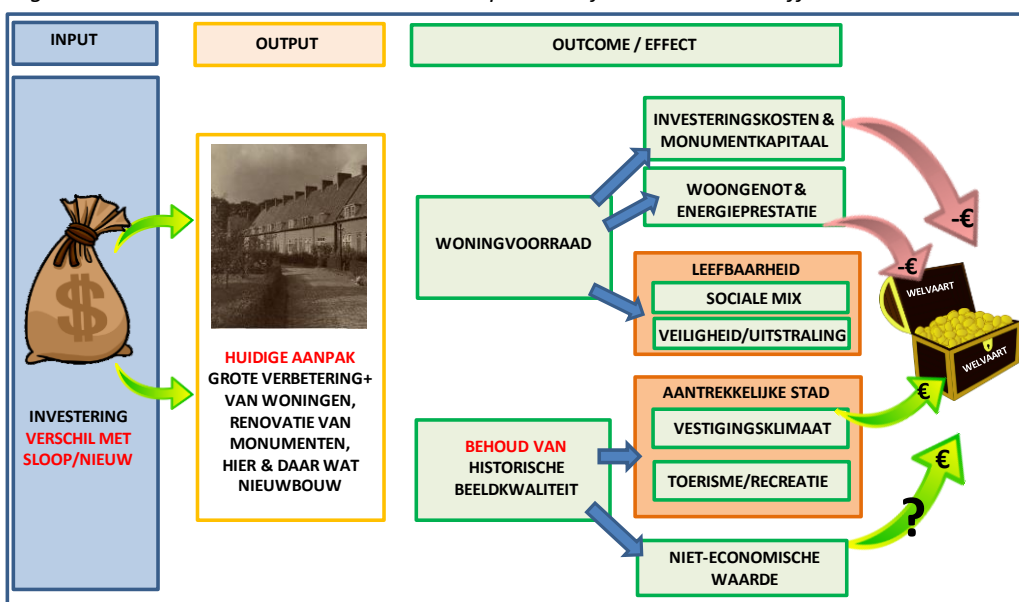 INPUT
OUTPUT
OUTCOME / EFFECT
$
INVESTERING
VERSCHIL MET
SLOOP/NIEUW
HUIDIGE AANPAK
GROTE VERBETERING+
VAN WONINGEN,
RENOVATIE VAN
MONUMENTEN,
HIER & DAAR WAT
NIEUWBOUW
WONINGVOORRAAD
BEHOUD VAN
HISTORISCHE
BEELDKWALITEIT
INVESTERINGSKOSTEN &
MONUMENTKAPITAAL
WOONGENOT &
ENERGIEPRESTATIE
LEEFBAARHEID
SOCIALE MIX
VEILIGHEID/UITSTRALING
AANTREKKELIJKE STAD
VESTIGINGSKLIMAAT
TOERISME/RECREATIE
NIET-ECONOMISCHE
WAARDE
-€
-€
WELVAART
WELVAART
€
€
?